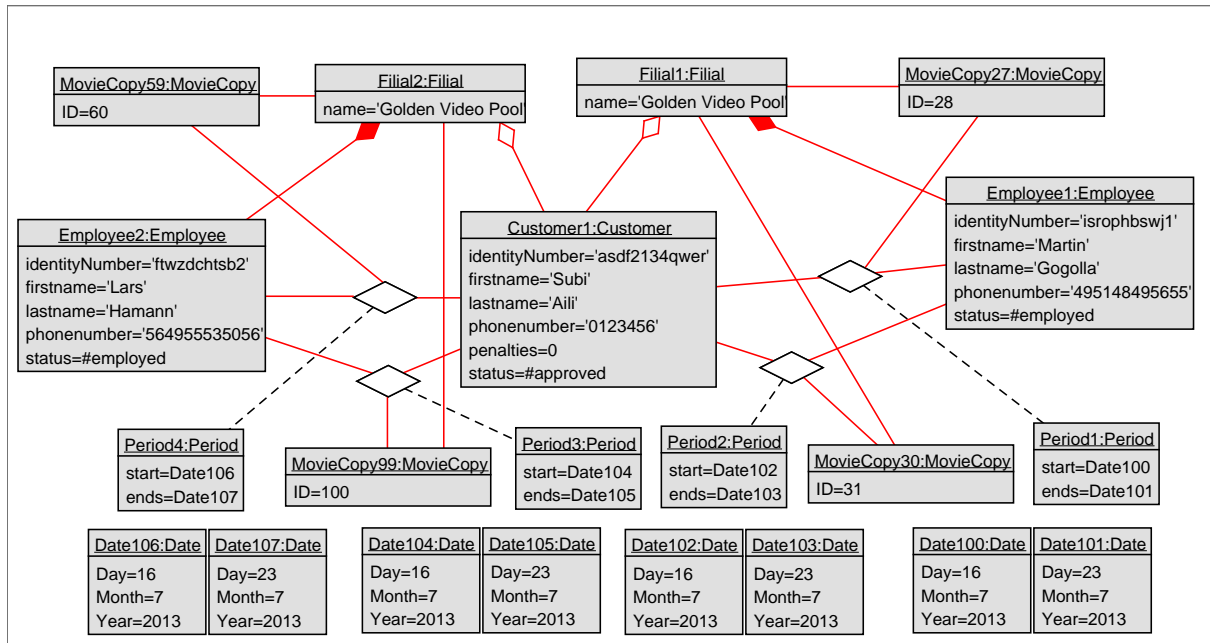 MovieCopy59:MovieCopy
ID=60
Filial2:Filial
name='Golden Video Pool'
Filial1:Filial
name='Golden Video Pool'
MovieCopy27:MovieCopy
ID=28
Employee2:Employee
identityNumber='ftwzdchtsb2'
firstname='Lars'
lastname='Hamann'
phonenumber='564955535056'
status=#employed
Customer1:Customer
identityNumber='asdf2134qwer'
firstname='Subi'
lastname='Aili'
phonenumber='0123456'
penalties=0
status=#approved
Employee1:Employee
identityNumber='isrophbswj1'
firstname='Martin'
lastname='Gogolla'
phonenumber='495148495655'
status=#employed
Period4:Period
start=Date106
ends=Date107
MovieCopy99:MovieCopy
ID=100
Period3:Period
start=Date104
ends=Date105
Period2:Period
start=Date102
ends=Date103
MovieCopy30:MovieCopy
ID=31
Period1:Period
start=Date100
ends=Date101
Date106:Date
Day=16
Month=7
Year=2013
Date107:Date
Day=23
Month=7
Year=2013
Date104:Date
Day=16
Month=7
Year=2013
Date105:Date
Day=23
Month=7
Year=2013
Date102:Date
Day=16
Month=7
Year=2013
Date103:Date
Day=23
Month=7
Year=2013
Date100:Date
Day=16
Month=7
Year=2013
Date101:Date
Day=23
Month=7
Year=2013